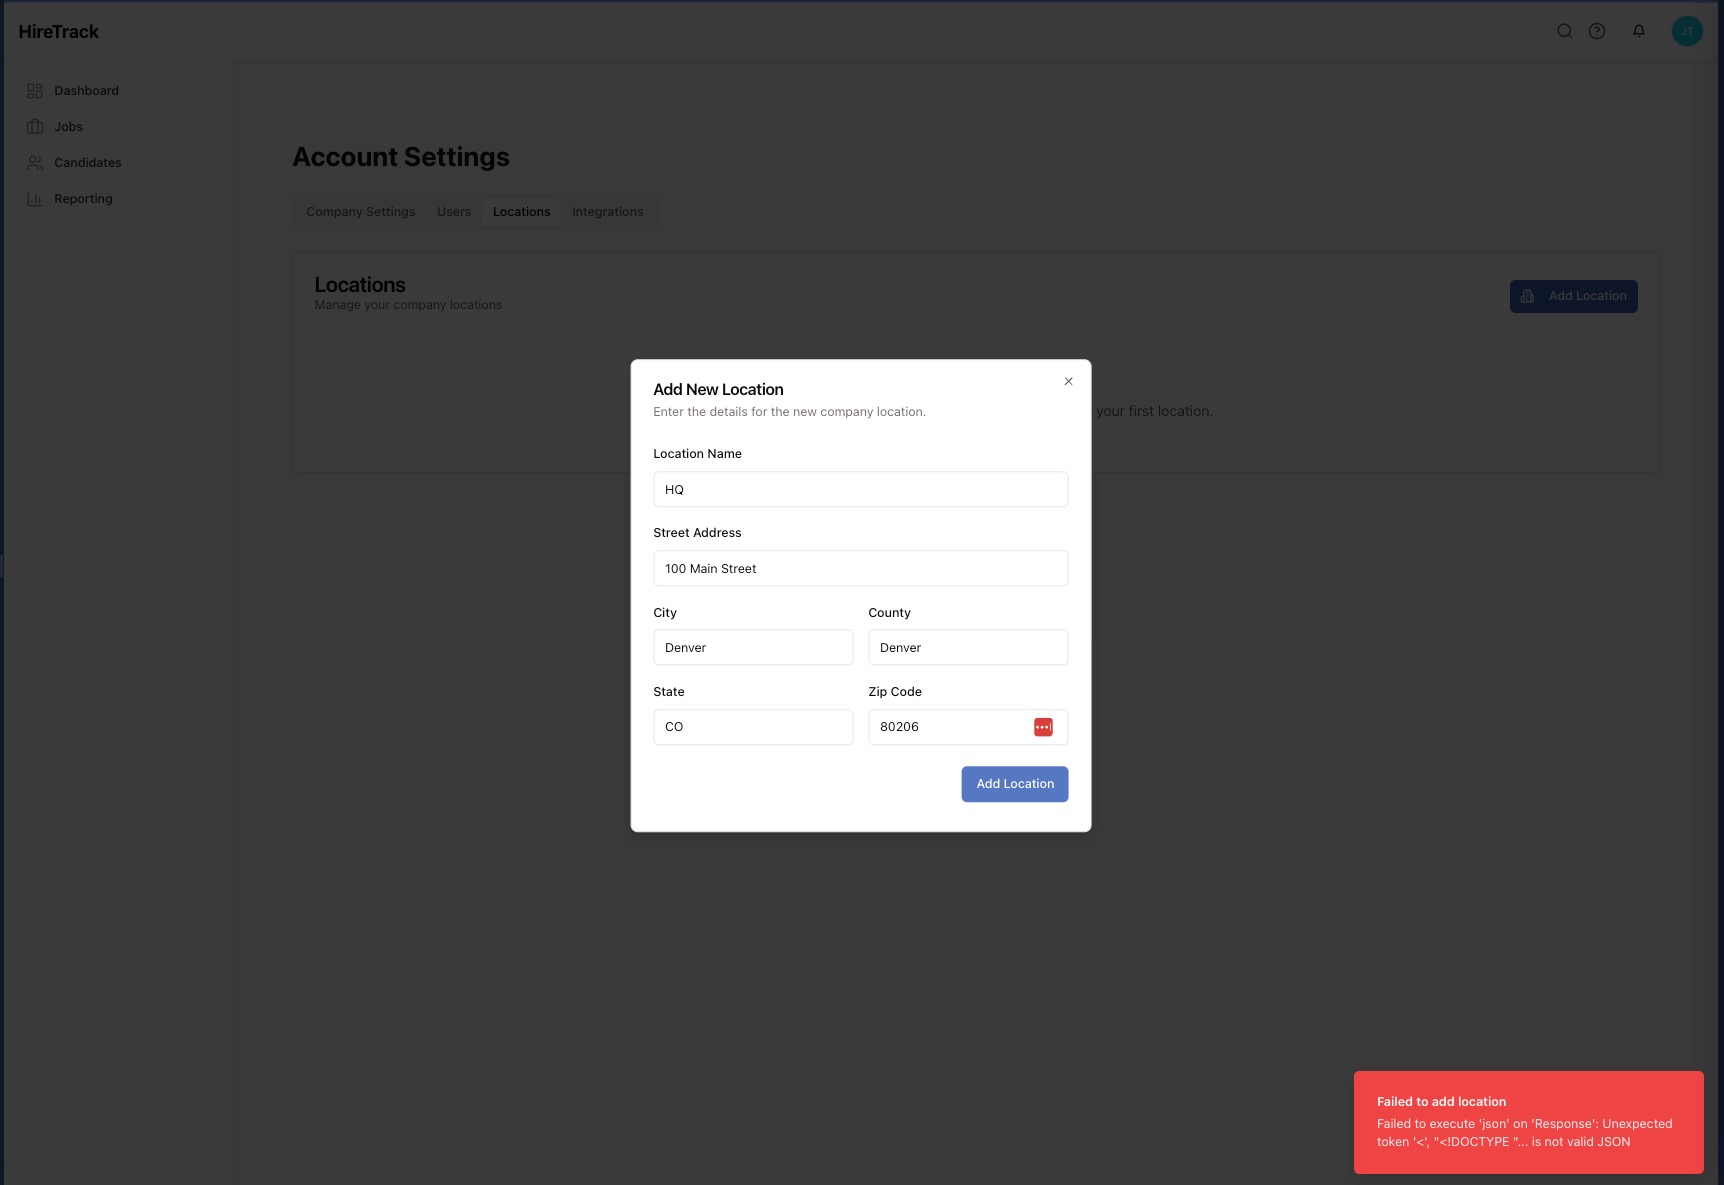 HireTrack
JT
Dashboard
Jobs
Candidates
Reporting
Account Settings
Company Settings Users Locations Integrations
Locations
Manage your company locations
Add Location
your first location.
Add New Location
Enter the details for the new company location.
Location Name
HQ
Street Address
100 Main Street
City County
Denver Denver
State Zip Code
CO 80206
Add Location
Failed to add location
Failed to execute 'json' on 'Response': Unexpected
token '<', "<!DOCTYPE "... is not valid JSON